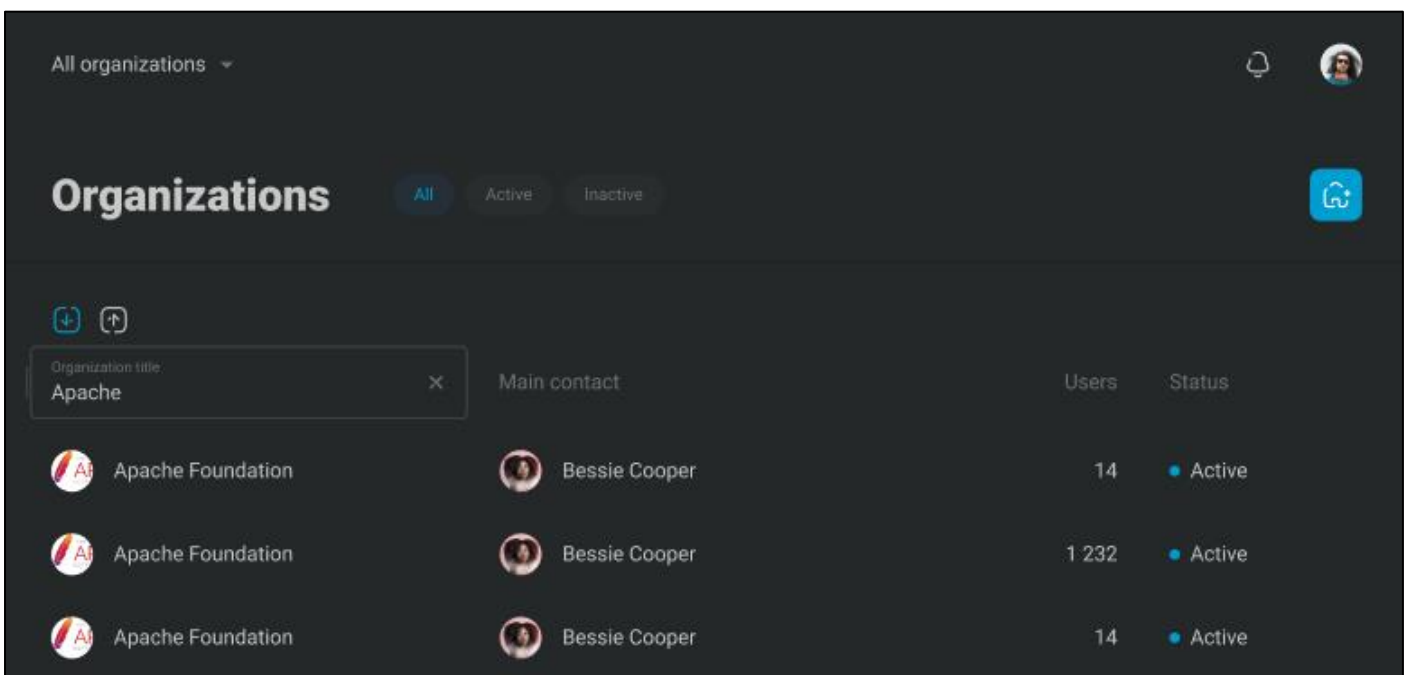 All organizations
Organizations All Active Inactive
Organization title
Apache Main contact Users Status
Apache Foundation Bessie Cooper 14 Active
Apache Foundation Bessie Cooper 1 232 Active
Apache Foundation Bessie Cooper 14 Active